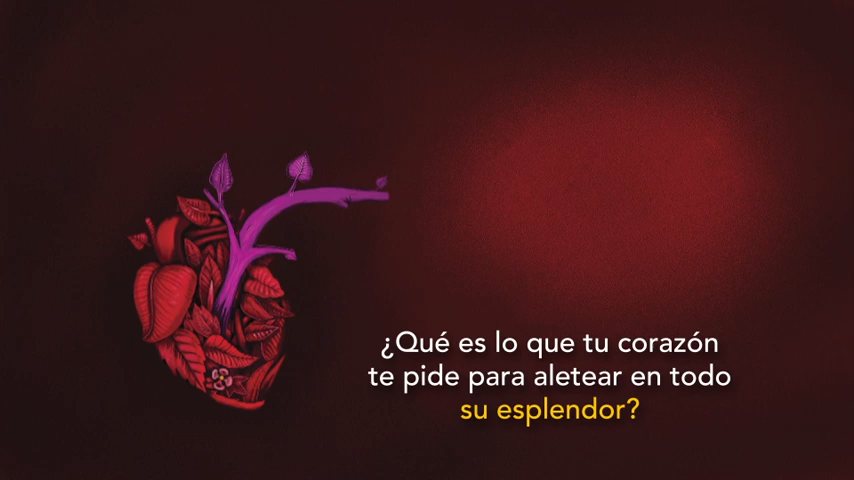 ¿Qué es lo que tu corazón
te pide para aletear en todo
su esplendor?